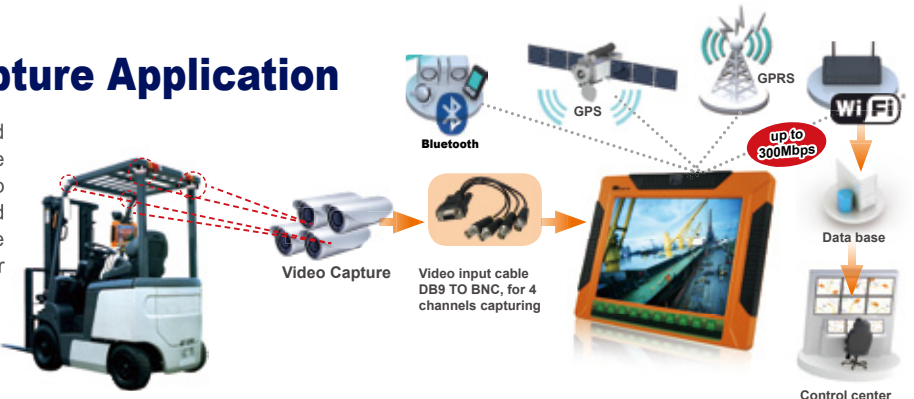 pture Application
d
e
o
d
e
r
Bluetooth
GPS
GPRS
Wi Fi
up to
300Mbps
Video Capture
Video input cable
DB9 TO BNC, for 4
channels capturing
Data base
Control center